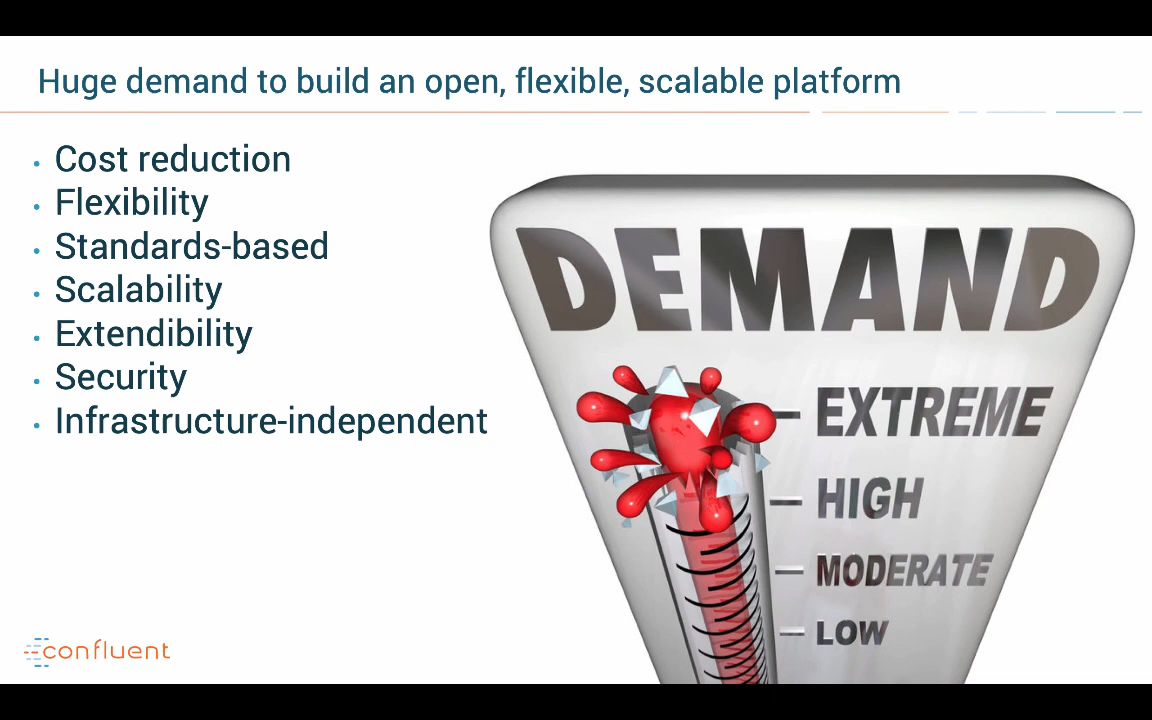 Huge demand to build an open, flexible, scalable platform
• Cost reduction
• Flexibility
• Standards-based
• Scalability
• Extendibility
• Security
• Infrastructure-independent
DEMAND
EXTREME
HIGH
MODERATE
LOW
confluent